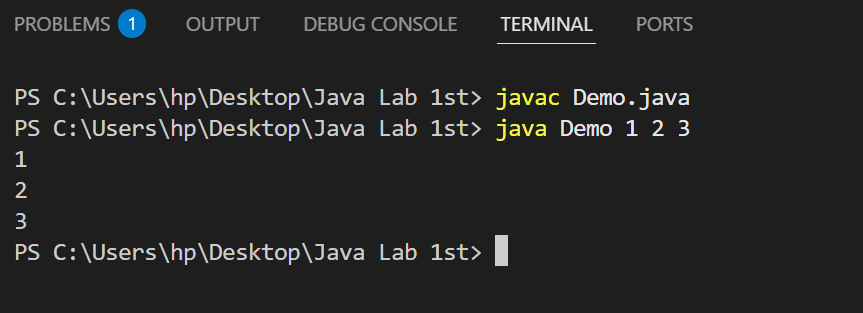 PROBLEMS 1 OUTPUT DEBUG CONSOLE TERMINAL PORTS
PS C:\Users\hp\Desktop\Java Lab 1st> javac Demo.java
PS C:\Users\hp\Desktop\Java Lab 1st> java Demo 1 2 3
1
2
3
PS C:\Users\hp\Desktop\Java Lab 1st>